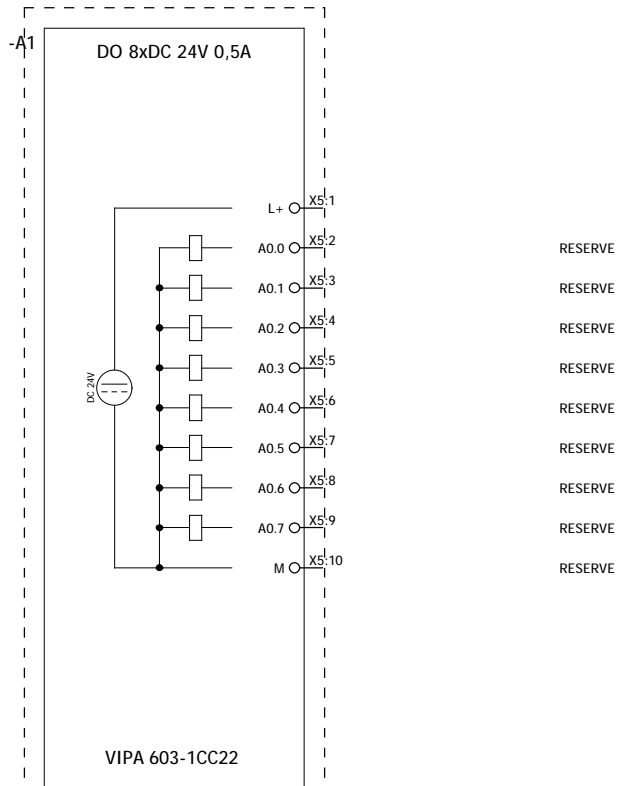 -A1
DO 8xDC 24V 0,5A
L+ X5:1
A0.0 X5:2 RESERVE
A0.1 X5:3 RESERVE
A0.2 X5:4 RESERVE
A0.3 X5:5 RESERVE
DC 24V
A0.4 X5:6 RESERVE
A0.5 X5:7 RESERVE
A0.6 X5:8 RESERVE
A0.7 X5:9 RESERVE
M X5:10 RESERVE
VIPA 603-1CC22